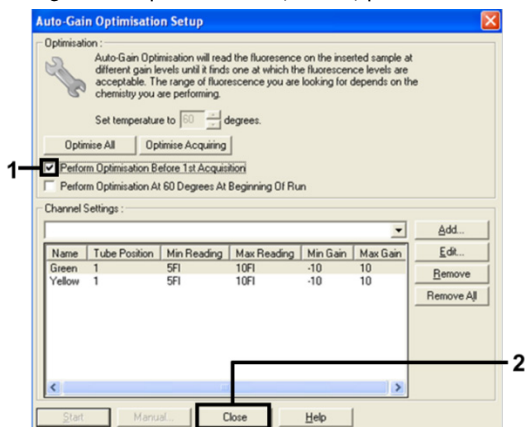 Auto-Gain Optimisation Setup
Optimisation :
Auto-Gain Optimisation will read the fluoresence on the inserted sample at
different gain levels until it finds one at which the fluorescence levels are
acceptable. The range of fluorescence you are looking for depends on the
chemistry you are performing.
Set temperature to 60 degrees.
Optimise All Optimise Acquiring
1
Perform Optimisation Before 1st Acquisition
Perform Optimisation At 60 Degrees At Beginning Of Run
Channel Settings :
Add...
Name Tube Position Min Reading Max Reading Min Gain Max Gain Edit...
Green 1 5Fl 10Fl -10 10
Yellow 1 5Fl 10Fl -10 10
Remove
Remove All
2
Start Manual... Close Help